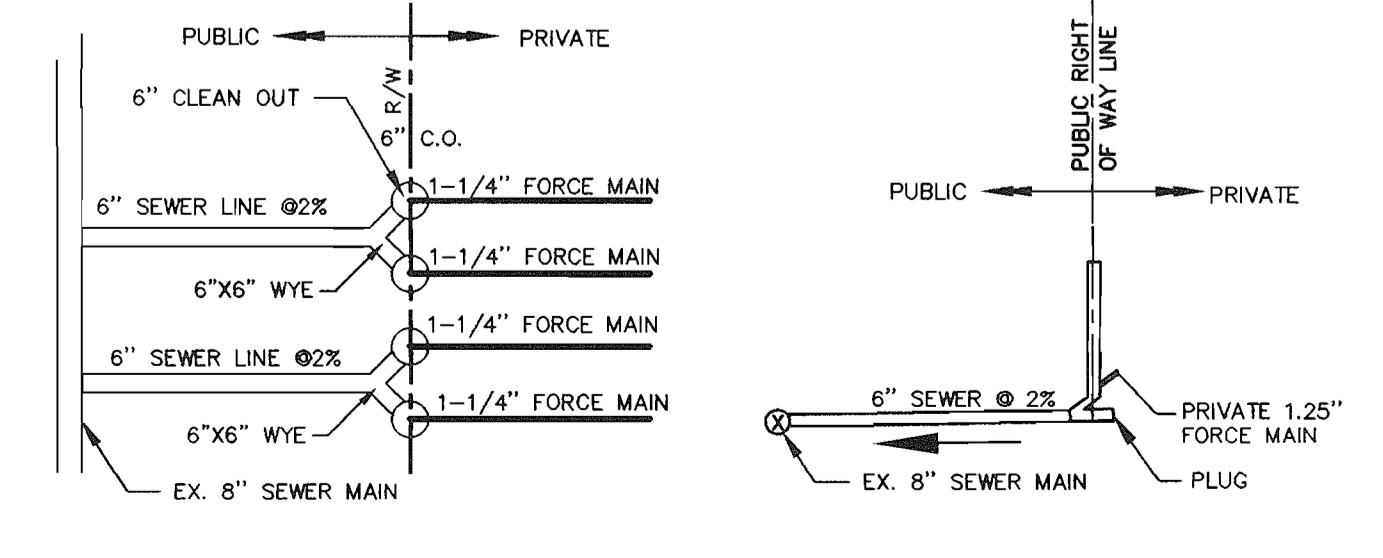 PUBLIC
PRIVATE
6" CLEAN OUT
R/W
6" C.O.
1-1/4" FORCE MAIN
6" SEWER LINE @2%
1-1/4" FORCE MAIN
6"X6" WYE
1-1/4" FORCE MAIN
6" SEWER LINE @2%
1-1/4" FORCE MAIN
6"X6" WYE
EX. 8" SEWER MAIN
PUBLIC RIGHT
OF WAY LINE
PUBLIC
PRIVATE
6" SEWER @ 2%
PRIVATE 1.25"
FORCE MAIN
EX. 8" SEWER MAIN
PLUG
X